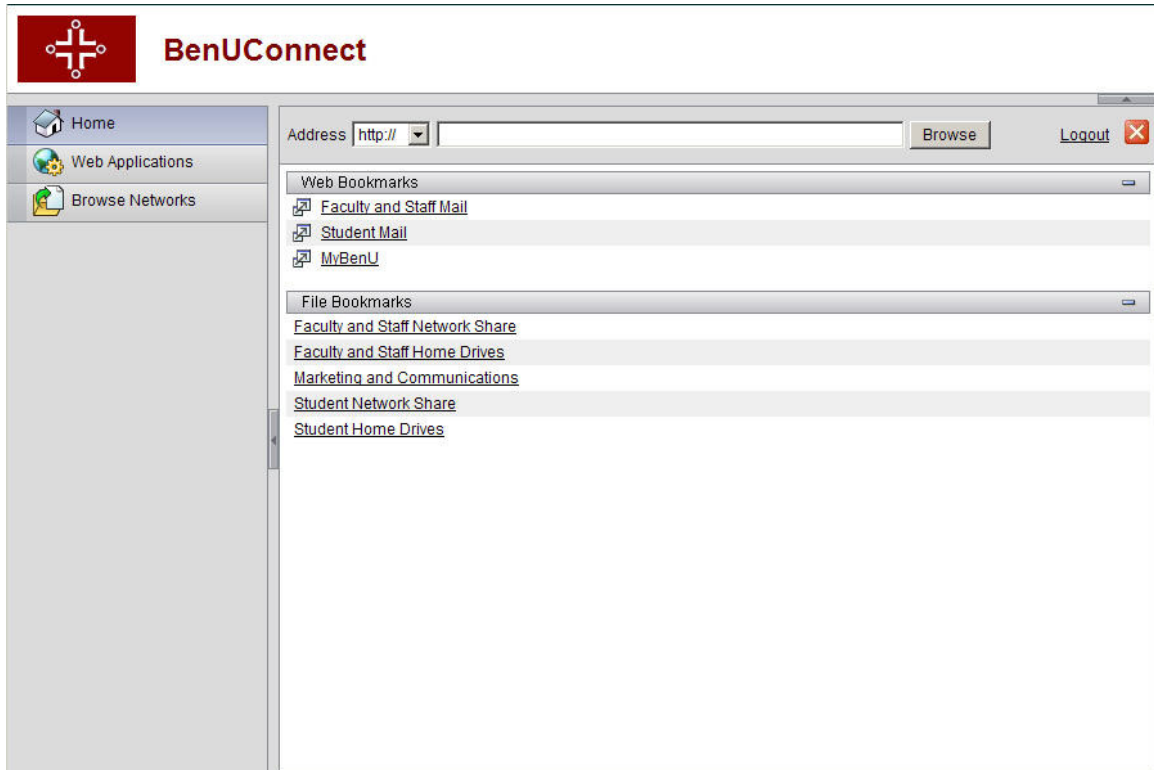 BenUConnect
Home
Web Applications
Browse Networks
Address http:// Browse Logout
Web Bookmarks
Faculty and Staff Mail
Student Mail
MyBenU
File Bookmarks
Faculty and Staff Network Share
Faculty and Staff Home Drives
Marketing and Communications
Student Network Share
Student Home Drives